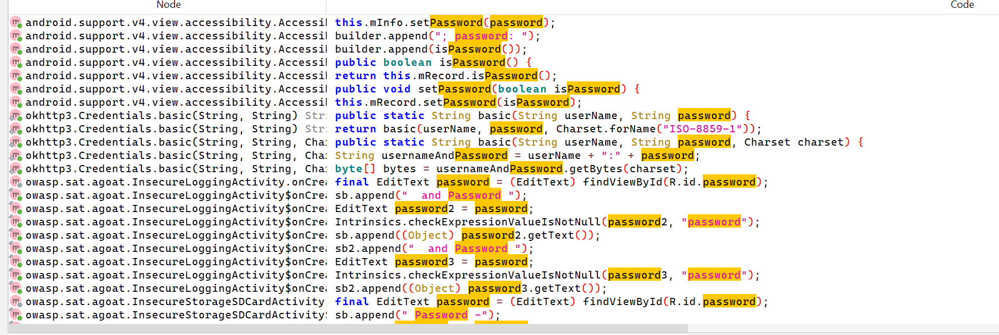 Node Code
android.support.v4.view.accessibility.Accessil this.mInfo.setPassword(password);
android.support.v4.view.accessibility.Accessil builder.append("; password: ");
android.support.v4.view.accessibility.Accessil builder.append(isPassword());
android.support.v4.view.accessibility.Accessil public boolean isPassword() {
android.support.v4.view.accessibility.Accessil return this.mRecord.isPassword();
android.support.v4.view.accessibility.Accessil public void setPassword(boolean isPassword) {
android.support.v4.view.accessibility.Accessil this.mRecord.setPassword(isPassword);
okhttp3.Credentials.basic(String, String) Stri public static String basic(String userName, String password) {
okhttp3.Credentials.basic(String, String) Stri return basic(userName, password, Charset.forName("ISO-8859-1"));
okhttp3.Credentials.basic(String, String, Cha public static String basic(String userName, String password, Charset charset) {
okhttp3.Credentials.basic(String, String, Cha String usernameAndPassword = userName + ":" + password;
okhttp3.Credentials.basic(String, String, Cha byte[] bytes = usernameAndPassword.getBytes(charset);
owasp.sat.agoat.InsecureLoggingActivity.onCrea final EditText password = (EditText) findViewById(R.id.password);
owasp.sat.agoat.InsecureLoggingActivity$onCrea sb.append("  and Password ");
owasp.sat.agoat.InsecureLoggingActivity$onCrea EditText password2 = password;
owasp.sat.agoat.InsecureLoggingActivity$onCrea Intrinsics.checkExpressionValueIsNotNull(password2, "password");
owasp.sat.agoat.InsecureLoggingActivity$onCrea sb.append((Object) password2.getText());
owasp.sat.agoat.InsecureLoggingActivity$onCrea sb2.append("  and Password ");
owasp.sat.agoat.InsecureLoggingActivity$onCrea EditText password3 = password;
owasp.sat.agoat.InsecureLoggingActivity$onCrea Intrinsics.checkExpressionValueIsNotNull(password3, "password");
owasp.sat.agoat.InsecureLoggingActivity$onCrea sb2.append((Object) password3.getText());
owasp.sat.agoat.InsecureStorageSDCardActivity final EditText password = (EditText) findViewById(R.id.password);
owasp.sat.agoat.InsecureStorageSDCardActivity$ sb.append(" Password -");